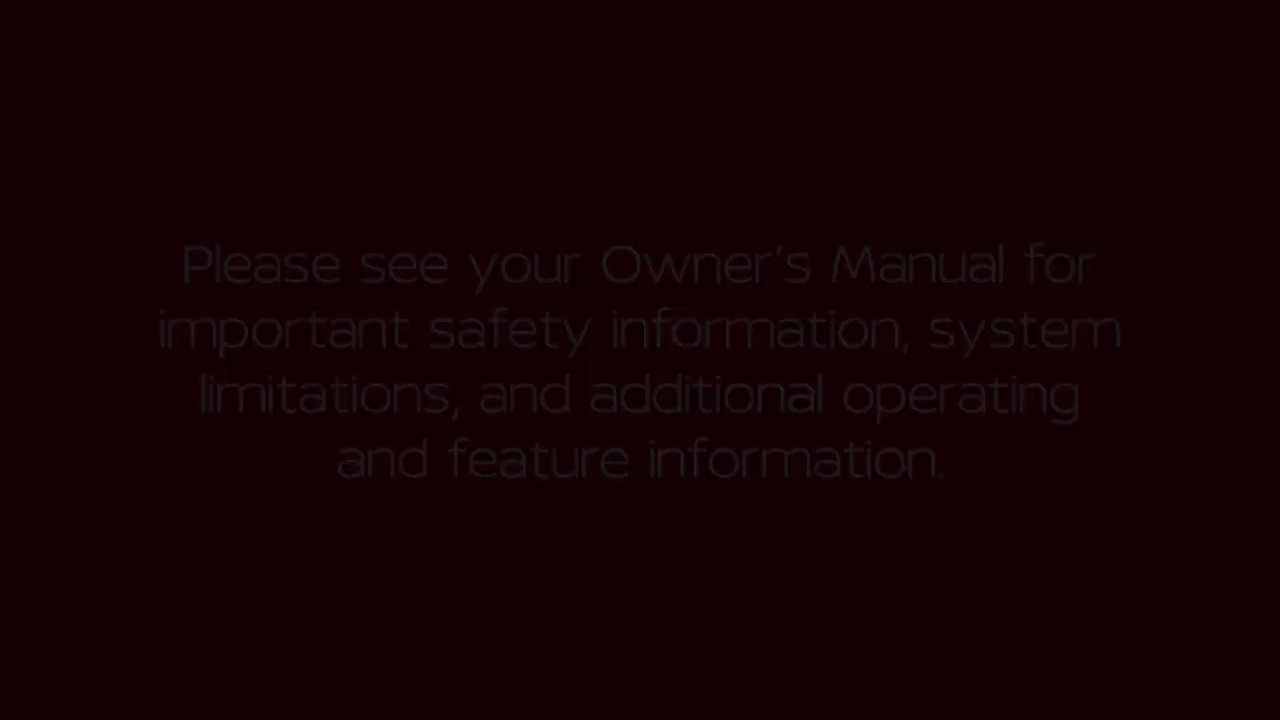 Please see your Owner’s Manual for
important safety information, system
limitations, and additional operating
and feature information.